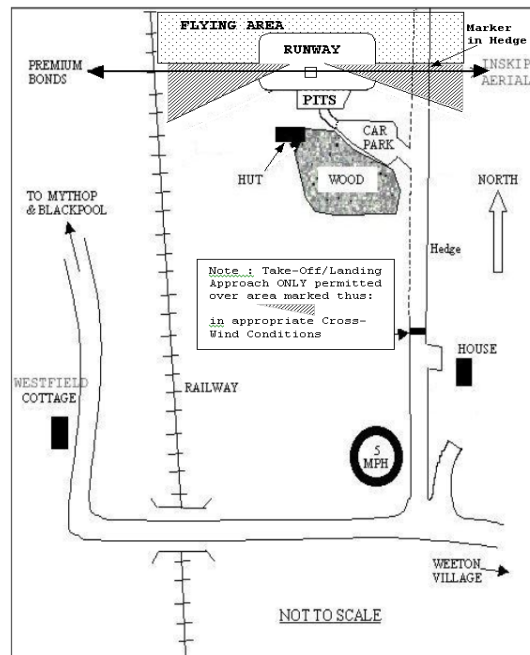 FLYING AREA
Marker
in Hedge
RUNWAY
PREMIUM
BONDS
INSKIP
AERIAL
PITS
CAR
PARK
HUT
WOOD
TO MYTHOP
& BLACKPOOL
NORTH
Hedge
Note : Take-Off/Landing
Approach ONLY permitted
over area marked thus:
in appropriate Cross-
Wind Conditions
HOUSE
WESTFIELD
COTTAGE
RAILWAY
5
MPH
WEETON
VILLAGE
NOT TO SCALE